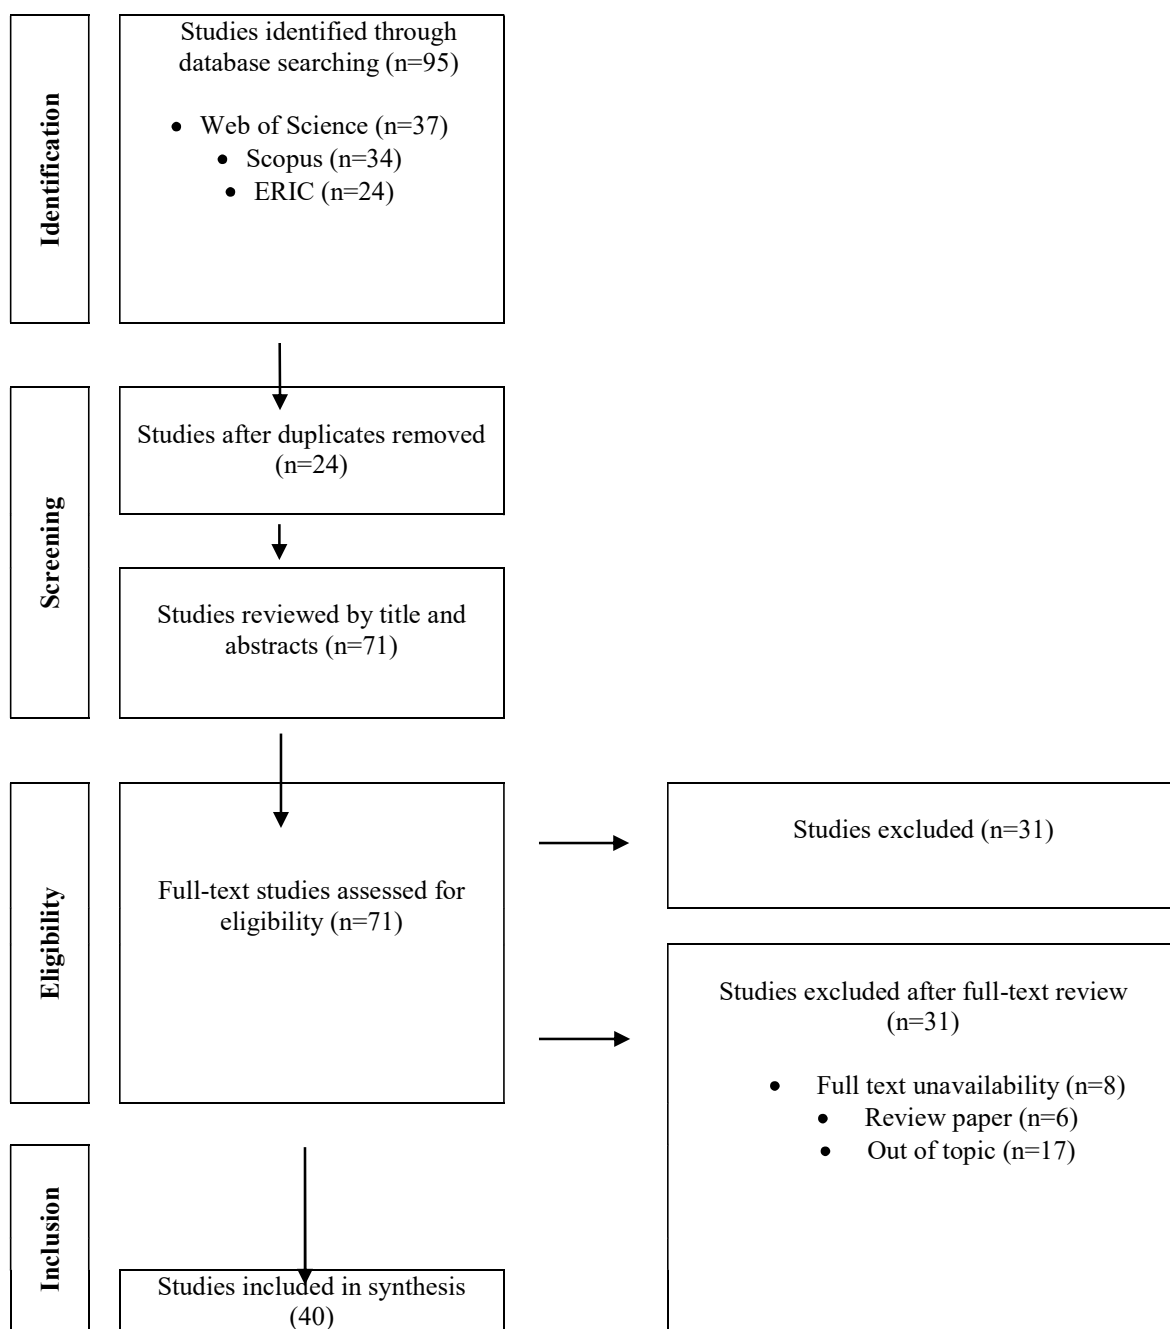 Identification
Studies identified through
database searching (n=95)
• Web of Science (n=37)
• Scopus (n=34)
• ERIC (n=24)
Screening
Studies after duplicates removed
(n=24)
Studies reviewed by title and
abstracts (n=71)
Eligibility
Full-text studies assessed for
eligibility (n=71)
Studies excluded (n=31)
Studies excluded after full-text review
(n=31)
• Full text unavailability (n=8)
• Review paper (n=6)
• Out of topic (n=17)
Inclusion
Studies included in synthesis
(40)